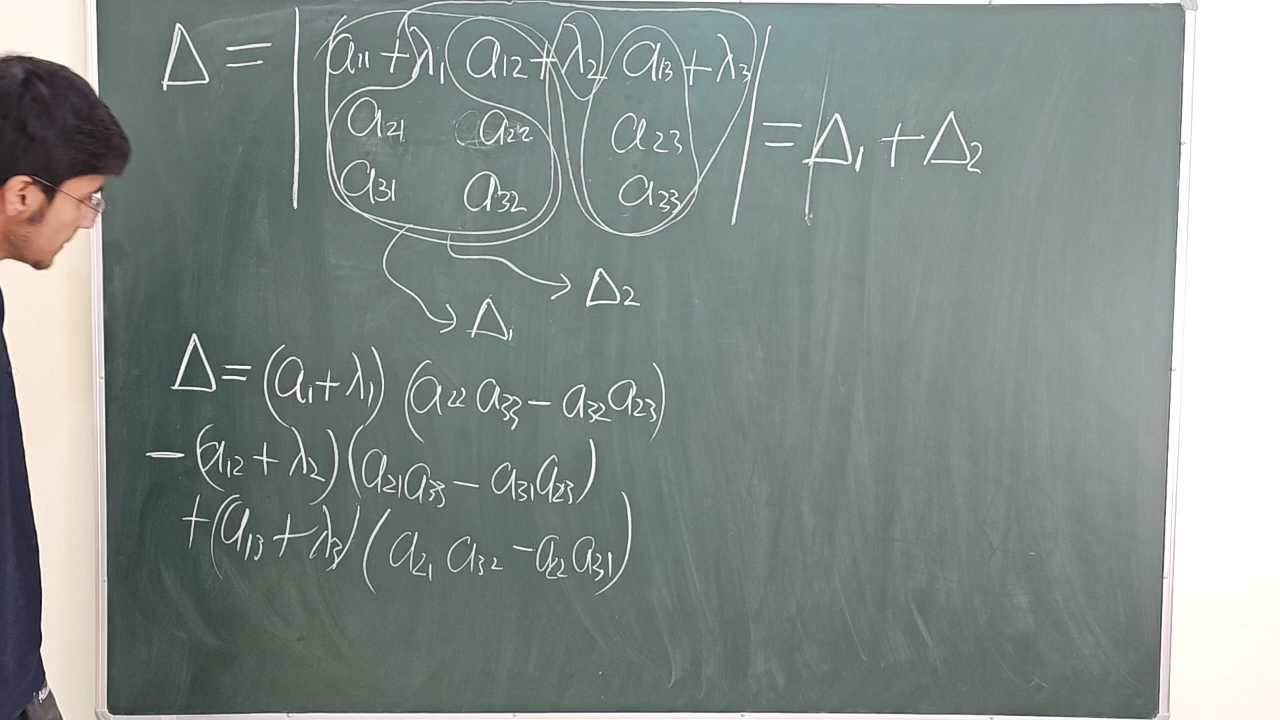 Δ = | a11 + λ1 a12 + λ2 a13 + λ3 |
a21 a22 a23 = Δ1 + Δ2
a31 a32 a33
Δ2
Δ1
Δ = (a1 + λ1) (a22 a33 - a32 a23)
- (a12 + λ2) (a21 a33 - a31 a23)
+ (a13 + λ3) (a21 a32 - a22 a31)